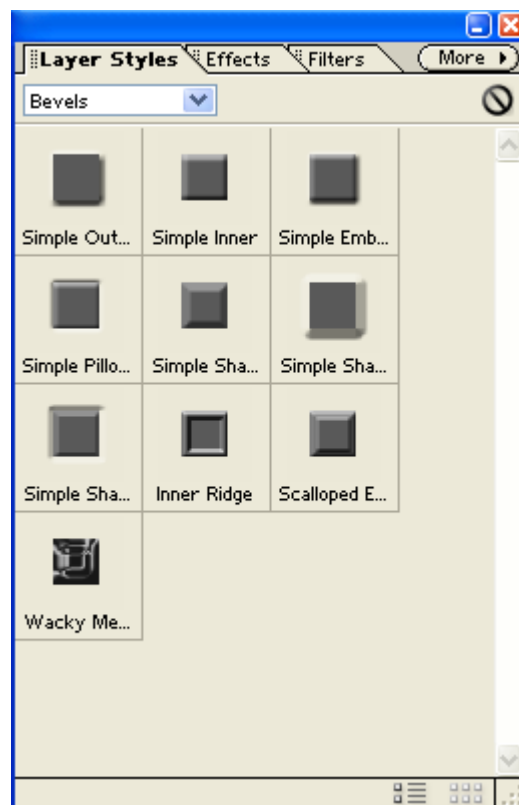 Layer Styles Effects Filters More
Bevels
Simple Out... Simple Inner Simple Emb...
Simple Pillo... Simple Sha... Simple Sha...
Simple Sha... Inner Ridge Scalloped E...
Wacky Me...